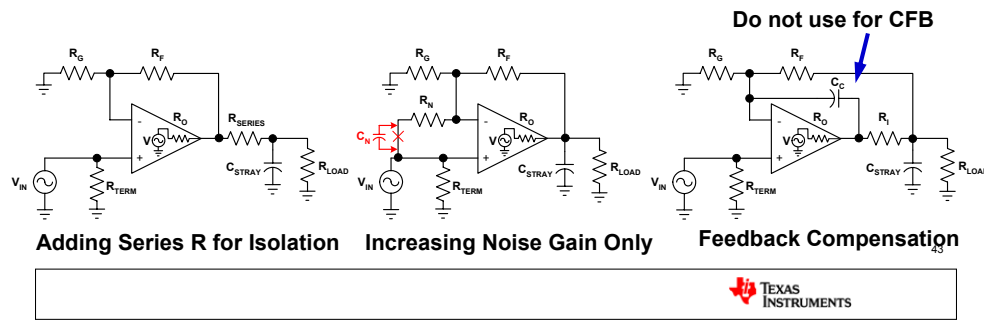 Do not use for CFB
RG
RF
RSERIES
RO
V
-
+
CSTRAY
RLOAD
VIN
RTERM
Adding Series R for Isolation
RG
RF
RN
CN
RO
V
-
+
CSTRAY
RLOAD
VIN
RTERM
Increasing Noise Gain Only
RG
RF
CC
RO
RI
V
-
+
CSTRAY
RLOAD
VIN
RTERM
Feedback Compensation
43
TEXAS
INSTRUMENTS